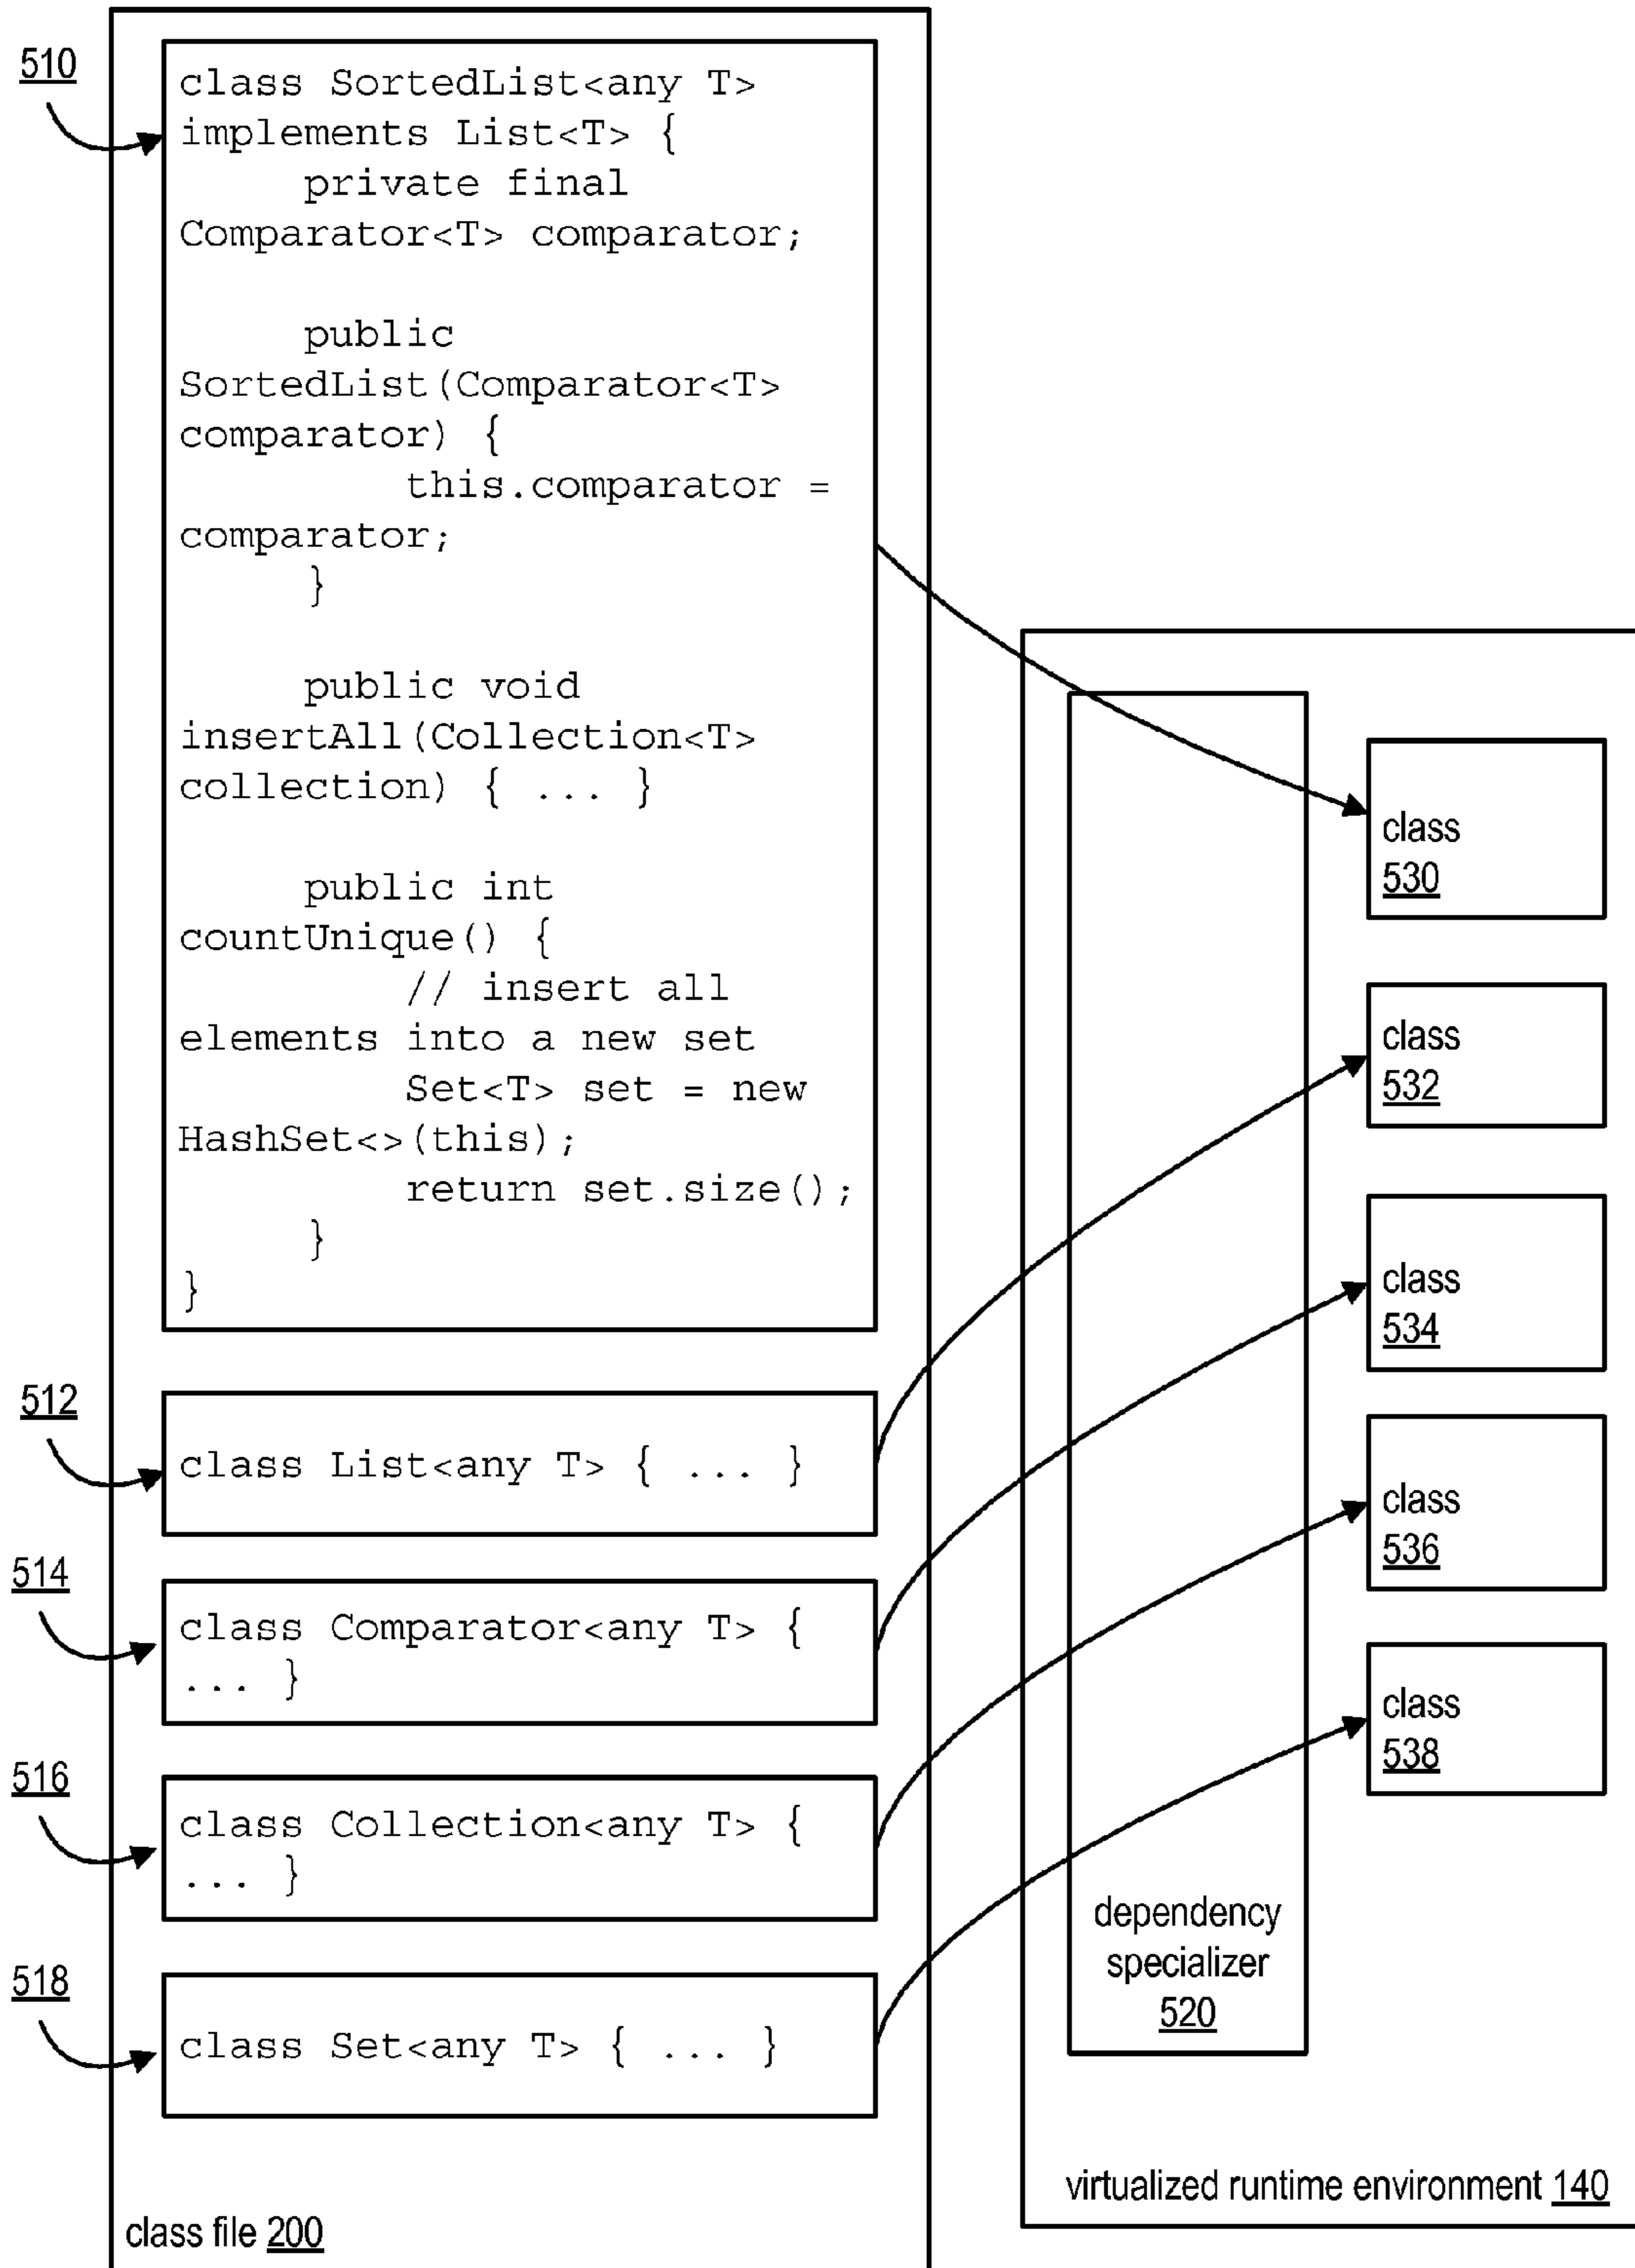 510
class SortedList<any T>
implements List<T> {
private final
Comparator<T> comparator;
public
SortedList(Comparator<T>
comparator) {
this.comparator =
comparator;
}
public void
insertAll(Collection<T>
collection) { ... }
public int
countUnique() {
// insert all
elements into a new set
Set<T> set = new
HashSet<>(this);
return set.size();
}
}
512
class List<any T> { ... }
514
class Comparator<any T> {
... }
516
class Collection<any T> {
... }
518
class Set<any T> { ... }
class file 200
dependency
specializer
520
class
530
class
532
class
534
class
536
class
538
virtualized runtime environment 140